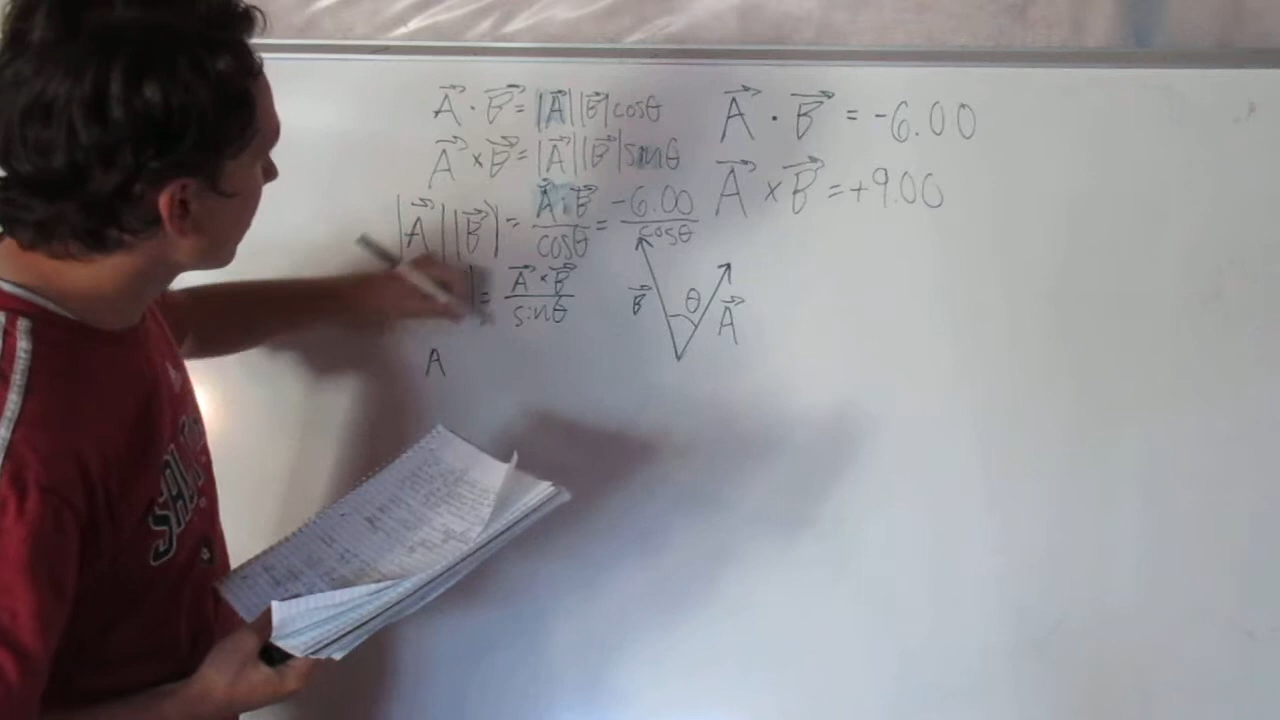 A⃗ · B⃗ = |A⃗||B⃗|cosθ
A⃗ × B⃗ = |A⃗||B⃗|sinθ
|A⃗||B⃗| = A⃗·B⃗/cosθ = -6.00/cosθ
| = A⃗×B⃗/sinθ
A
A⃗ · B⃗ = -6.00
A⃗ × B⃗ = +9.00
B⃗ θ A⃗